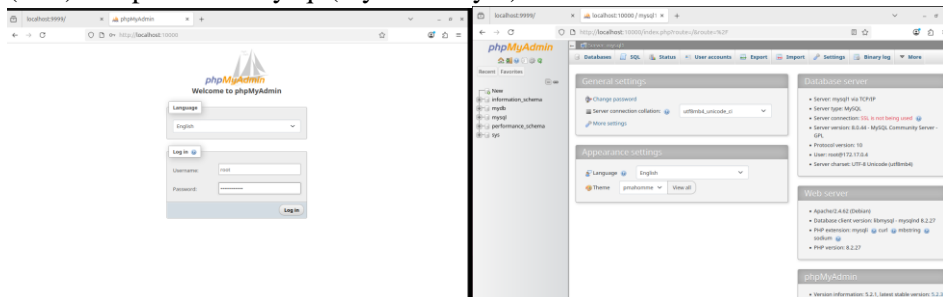 localhost:9999/
phpMyAdmin
http://localhost:10000
phpMyAdmin
Welcome to phpMyAdmin
Language
English
Log in
Username:
root
Password:
Log in
localhost:9999/
localhost:10000 / mysql1
http://localhost:10000/index.php?route=/&route=%2F
phpMyAdmin
Recent Favorites
New
information_schema
mydb
mysql
performance_schema
sys
Server: mysql1
Databases SQL Status User accounts Export Import Settings Binary log More
General settings
Change password
Server connection collation: utf8mb4_unicode_ci
More settings
Appearance settings
Language English
Theme pmahomme View all
Database server
Server: mysql1 via TCP/IP
Server type: MySQL
Server connection: SSL is not being used
Server version: 8.0.44 - MySQL Community Server -
GPL
Protocol version: 10
User: root@172.17.0.4
Server charset: UTF-8 Unicode (utf8mb4)
Web server
Apache/2.4.62 (Debian)
Database client version: libmysql - mysqlnd 8.2.27
PHP extension: mysqli curl mbstring
sodium
PHP version: 8.2.27
phpMyAdmin
Version information: 5.2.1, latest stable version: 5.2.3